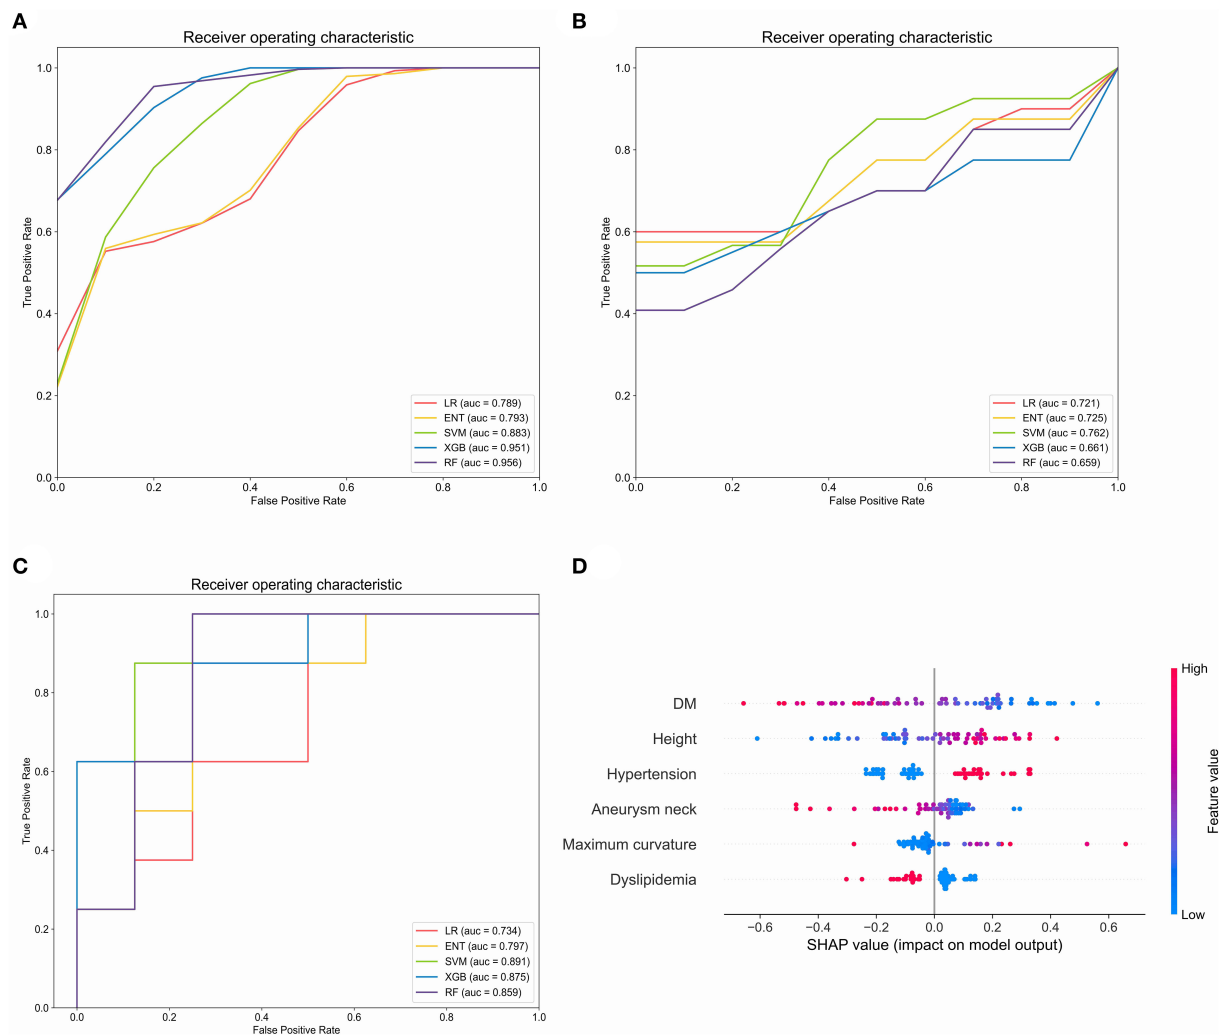 A
Receiver operating characteristic
True Positive Rate
1.0
0.8
0.6
0.4
0.2
0.0
LR (auc = 0.789)
ENT (auc = 0.793)
SVM (auc = 0.883)
XGB (auc = 0.951)
RF (auc = 0.956)
0.0 0.2 0.4 0.6 0.8 1.0
False Positive Rate
B
Receiver operating characteristic
True Positive Rate
1.0
0.8
0.6
0.4
0.2
0.0
LR (auc = 0.721)
ENT (auc = 0.725)
SVM (auc = 0.762)
XGB (auc = 0.661)
RF (auc = 0.659)
0.0 0.2 0.4 0.6 0.8 1.0
False Positive Rate
C
Receiver operating characteristic
True Positive Rate
1.0
0.8
0.6
0.4
0.2
0.0
LR (auc = 0.734)
ENT (auc = 0.797)
SVM (auc = 0.891)
XGB (auc = 0.875)
RF (auc = 0.859)
0.0 0.2 0.4 0.6 0.8 1.0
False Positive Rate
D
DM
Height
Hypertension
Aneurysm neck
Maximum curvature
Dyslipidemia
−0.6 −0.4 −0.2 0.0 0.2 0.4 0.6
SHAP value (impact on model output)
High
Feature value
Low